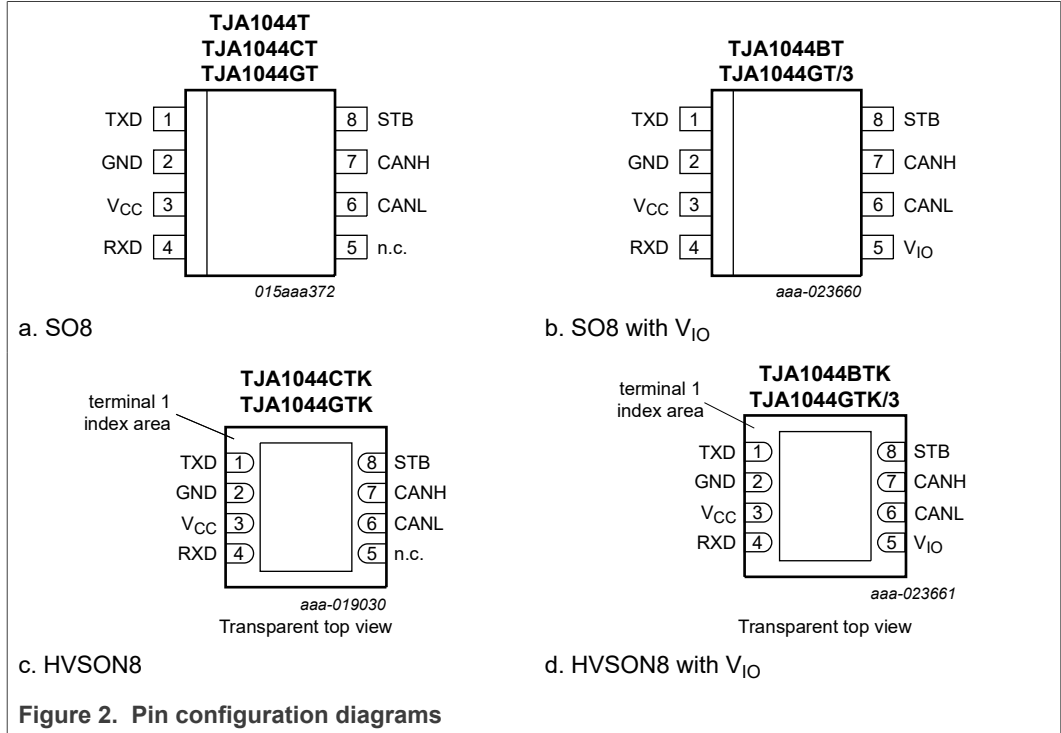 TJA1044T
TJA1044CT
TJA1044GT
TXD 1
8 STB
GND 2
7 CANH
VCC 3
6 CANL
RXD 4
5 n.c.
015aaa372
a. SO8
TJA1044BT
TJA1044GT/3
TXD 1
8 STB
GND 2
7 CANH
VCC 3
6 CANL
RXD 4
5 VIO
aaa-023660
b. SO8 with VIO
TJA1044CTK
TJA1044GTK
terminal 1
index area
TXD 1
8 STB
GND 2
7 CANH
VCC 3
6 CANL
RXD 4
5 n.c.
aaa-019030
Transparent top view
c. HVSON8
TJA1044BTK
TJA1044GTK/3
terminal 1
index area
TXD 1
8 STB
GND 2
7 CANH
VCC 3
6 CANL
RXD 4
5 VIO
aaa-023661
Transparent top view
d. HVSON8 with VIO
Figure 2. Pin configuration diagrams